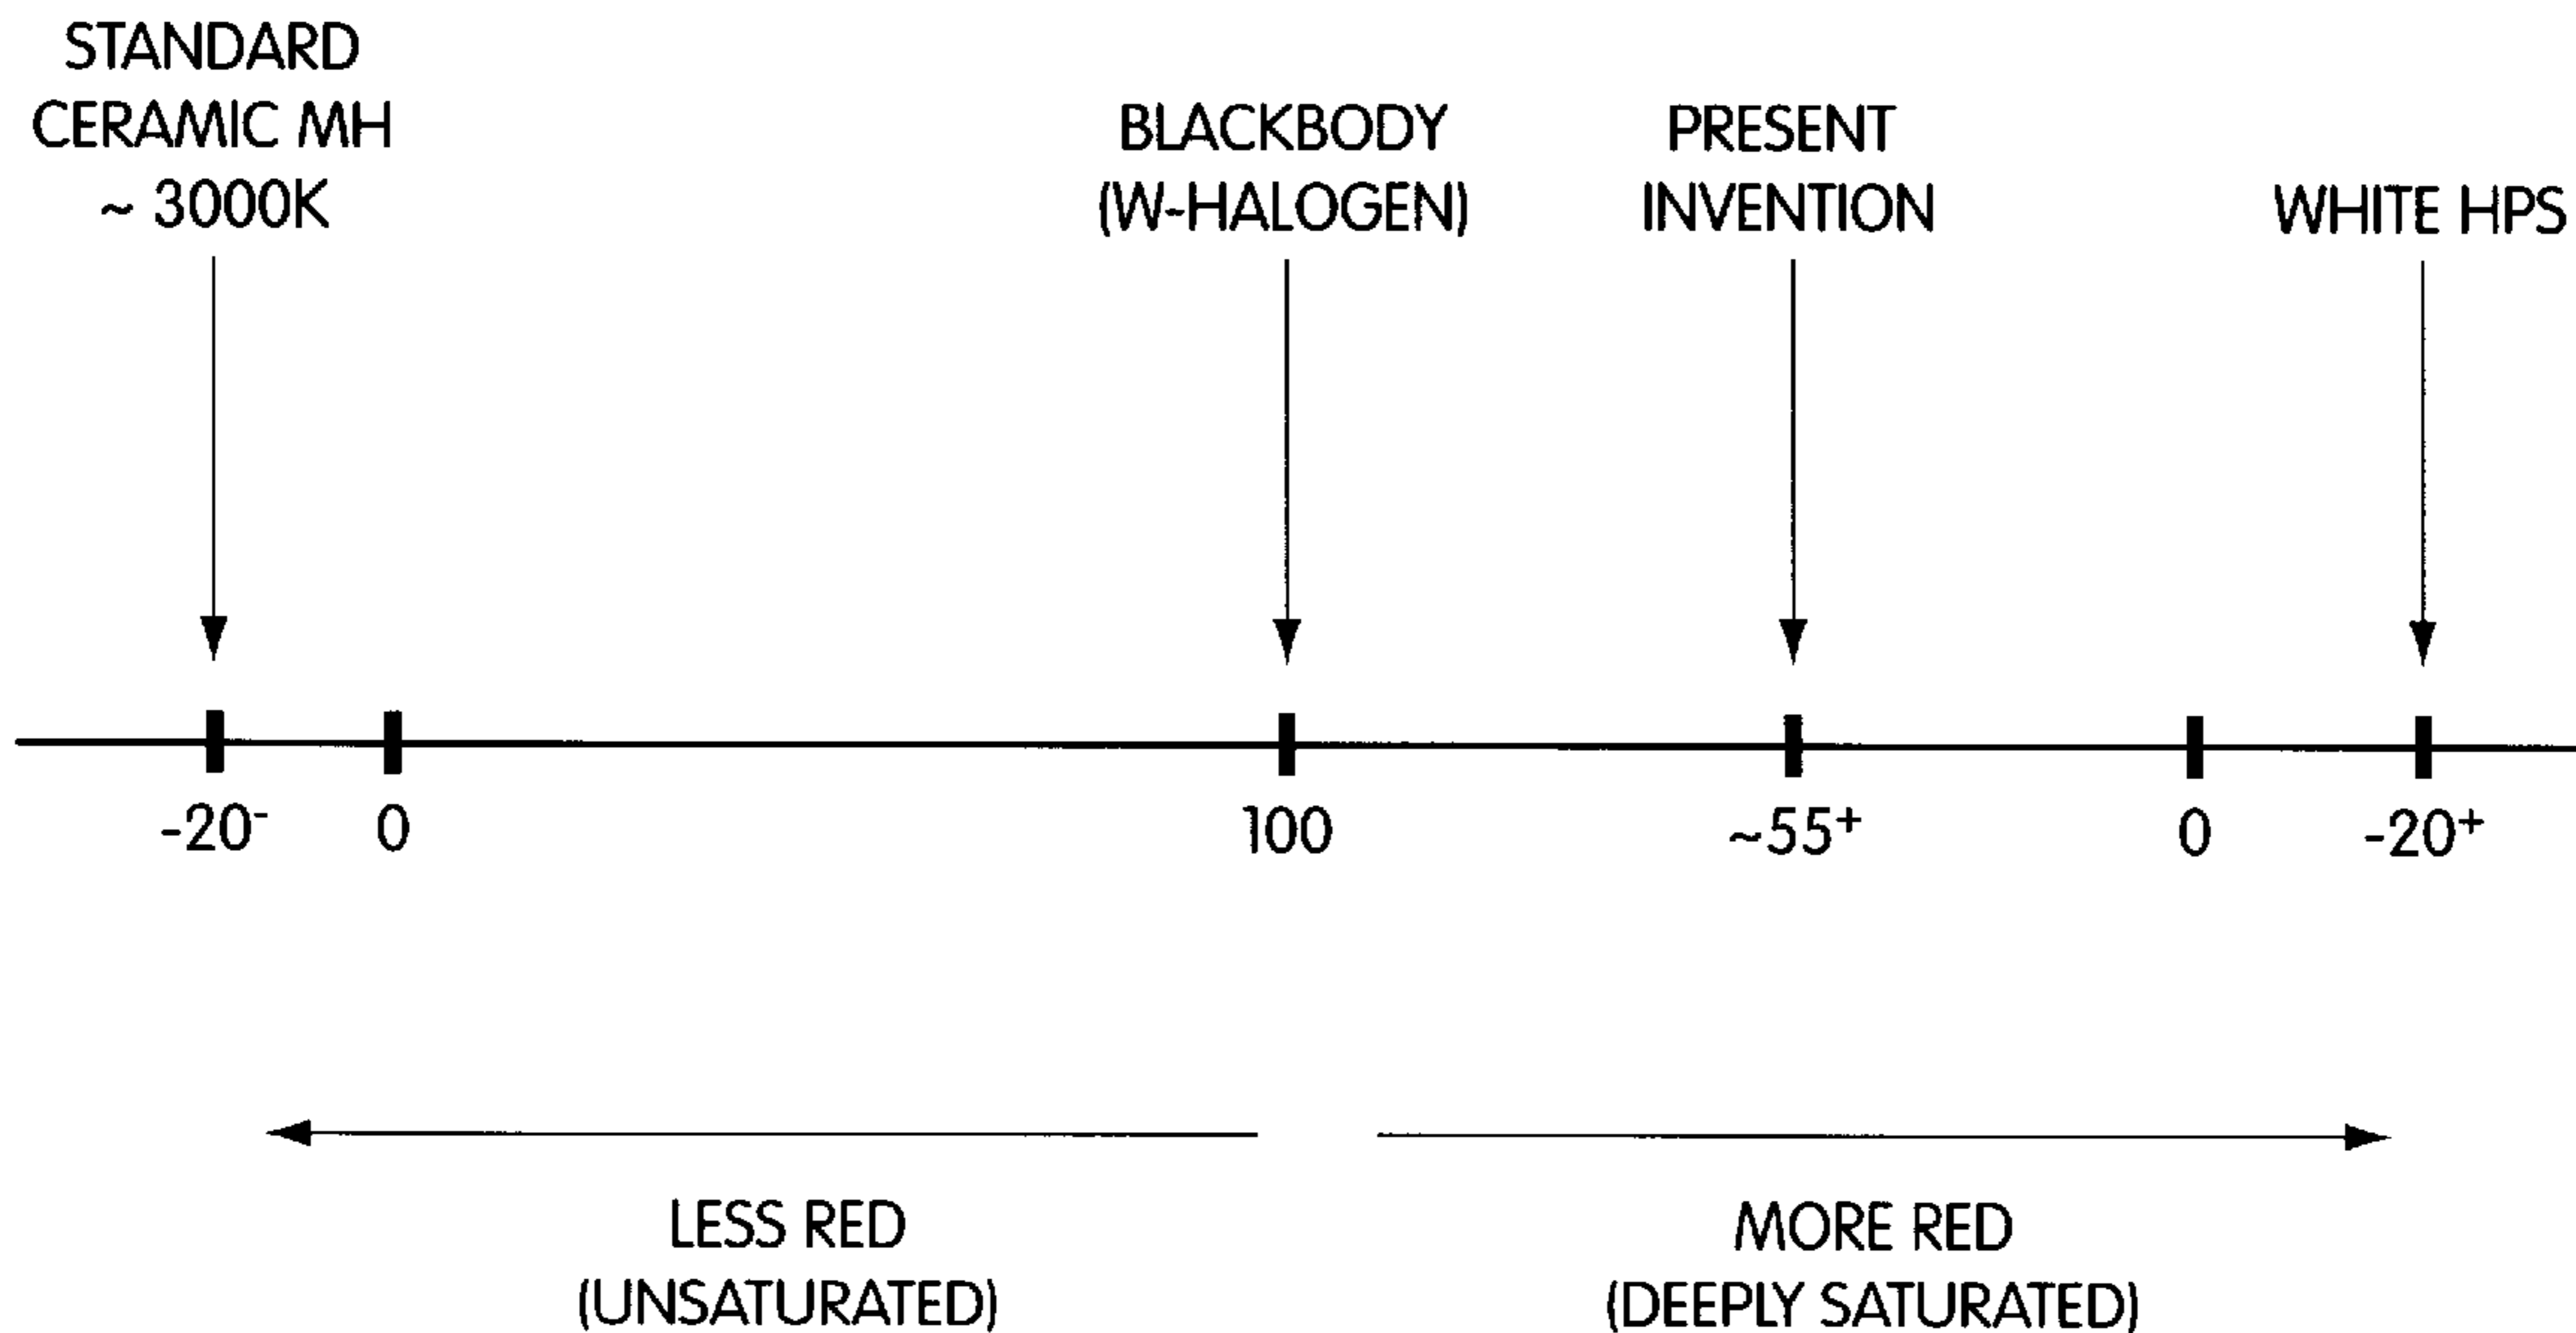 STANDARD
CERAMIC MH
~ 3000K
BLACKBODY
(W-HALOGEN)
PRESENT
INVENTION
WHITE HPS
-20⁻
0
100
~55⁺
0
-20⁺
LESS RED
(UNSATURATED)
MORE RED
(DEEPLY SATURATED)